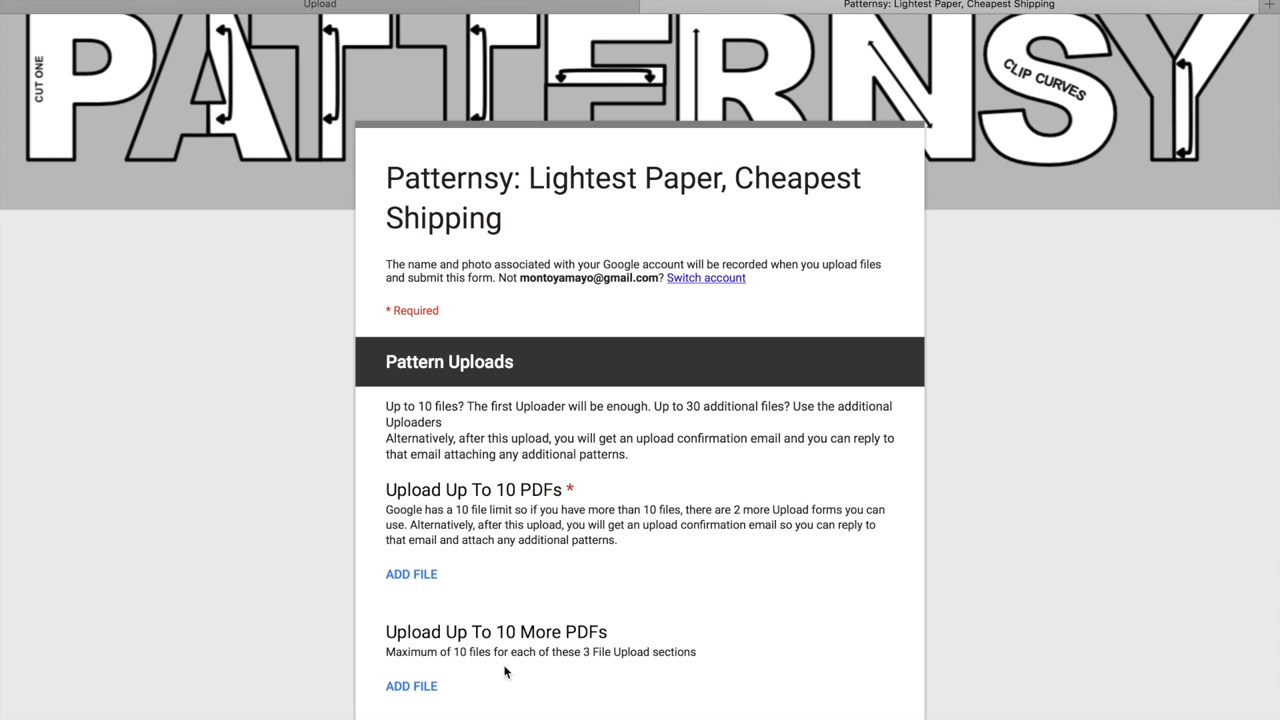 Upload
Patternsy: Lightest Paper, Cheapest Shipping
+
PATTERNSY
CUT ONE
CLIP CURVES
Patternsy: Lightest Paper, Cheapest
Shipping
The name and photo associated with your Google account will be recorded when you upload files
and submit this form. Not montoyamayo@gmail.com? Switch account
* Required
Pattern Uploads
Up to 10 files? The first Uploader will be enough. Up to 30 additional files? Use the additional
Uploaders
Alternatively, after this upload, you will get an upload confirmation email and you can reply to
that email attaching any additional patterns.
Upload Up To 10 PDFs *
Google has a 10 file limit so if you have more than 10 files, there are 2 more Upload forms you can
use. Alternatively, after this upload, you will get an upload confirmation email so you can reply to
that email and attach any additional patterns.
ADD FILE
Upload Up To 10 More PDFs
Maximum of 10 files for each of these 3 File Upload sections
ADD FILE